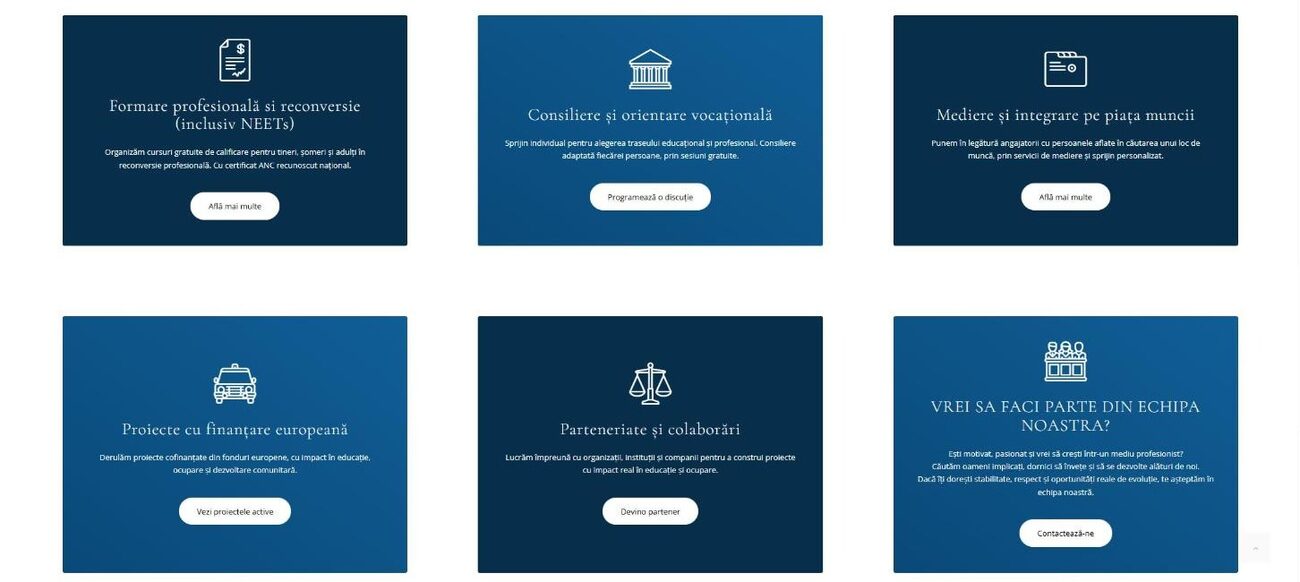 Formare profesională si reconversie
(inclusiv NEETs)
Organizăm cursuri gratuite de calificare pentru tineri, șomeri și adulți în
reconversie profesională. Cu certificat ANC recunoscut național.
Află mai multe
Consiliere și orientare vocațională
Sprijin individual pentru alegerea traseului educațional și profesional. Consiliere
adaptată fiecărei persoane, prin sesiuni gratuite.
Programează o discuție
Mediere și integrare pe piața muncii
Punem în legătură angajatorii cu persoanele aflate în căutarea unui loc de
muncă, prin servicii de mediere și sprijin personalizat.
Află mai multe
Proiecte cu finanțare europeană
Derulăm proiecte cofinanțate din fonduri europene, cu impact în educație,
ocupare și dezvoltare comunitară.
Vezi proiectele active
Parteneriate și colaborări
Lucrăm împreună cu organizații, instituții și companii pentru a construi proiecte
cu impact real în educație și ocupare.
Devino partener
VREI SA FACI PARTE DIN ECHIPA
NOASTRA?
Ești motivat, pasionat și vrei să crești într-un mediu profesionist?
Căutăm oameni implicați, dornici să învețe și să se dezvolte alături de noi.
Dacă îți dorești stabilitate, respect și oportunități reale de evoluție, te așteptăm în
echipa noastră.
Contactează-ne